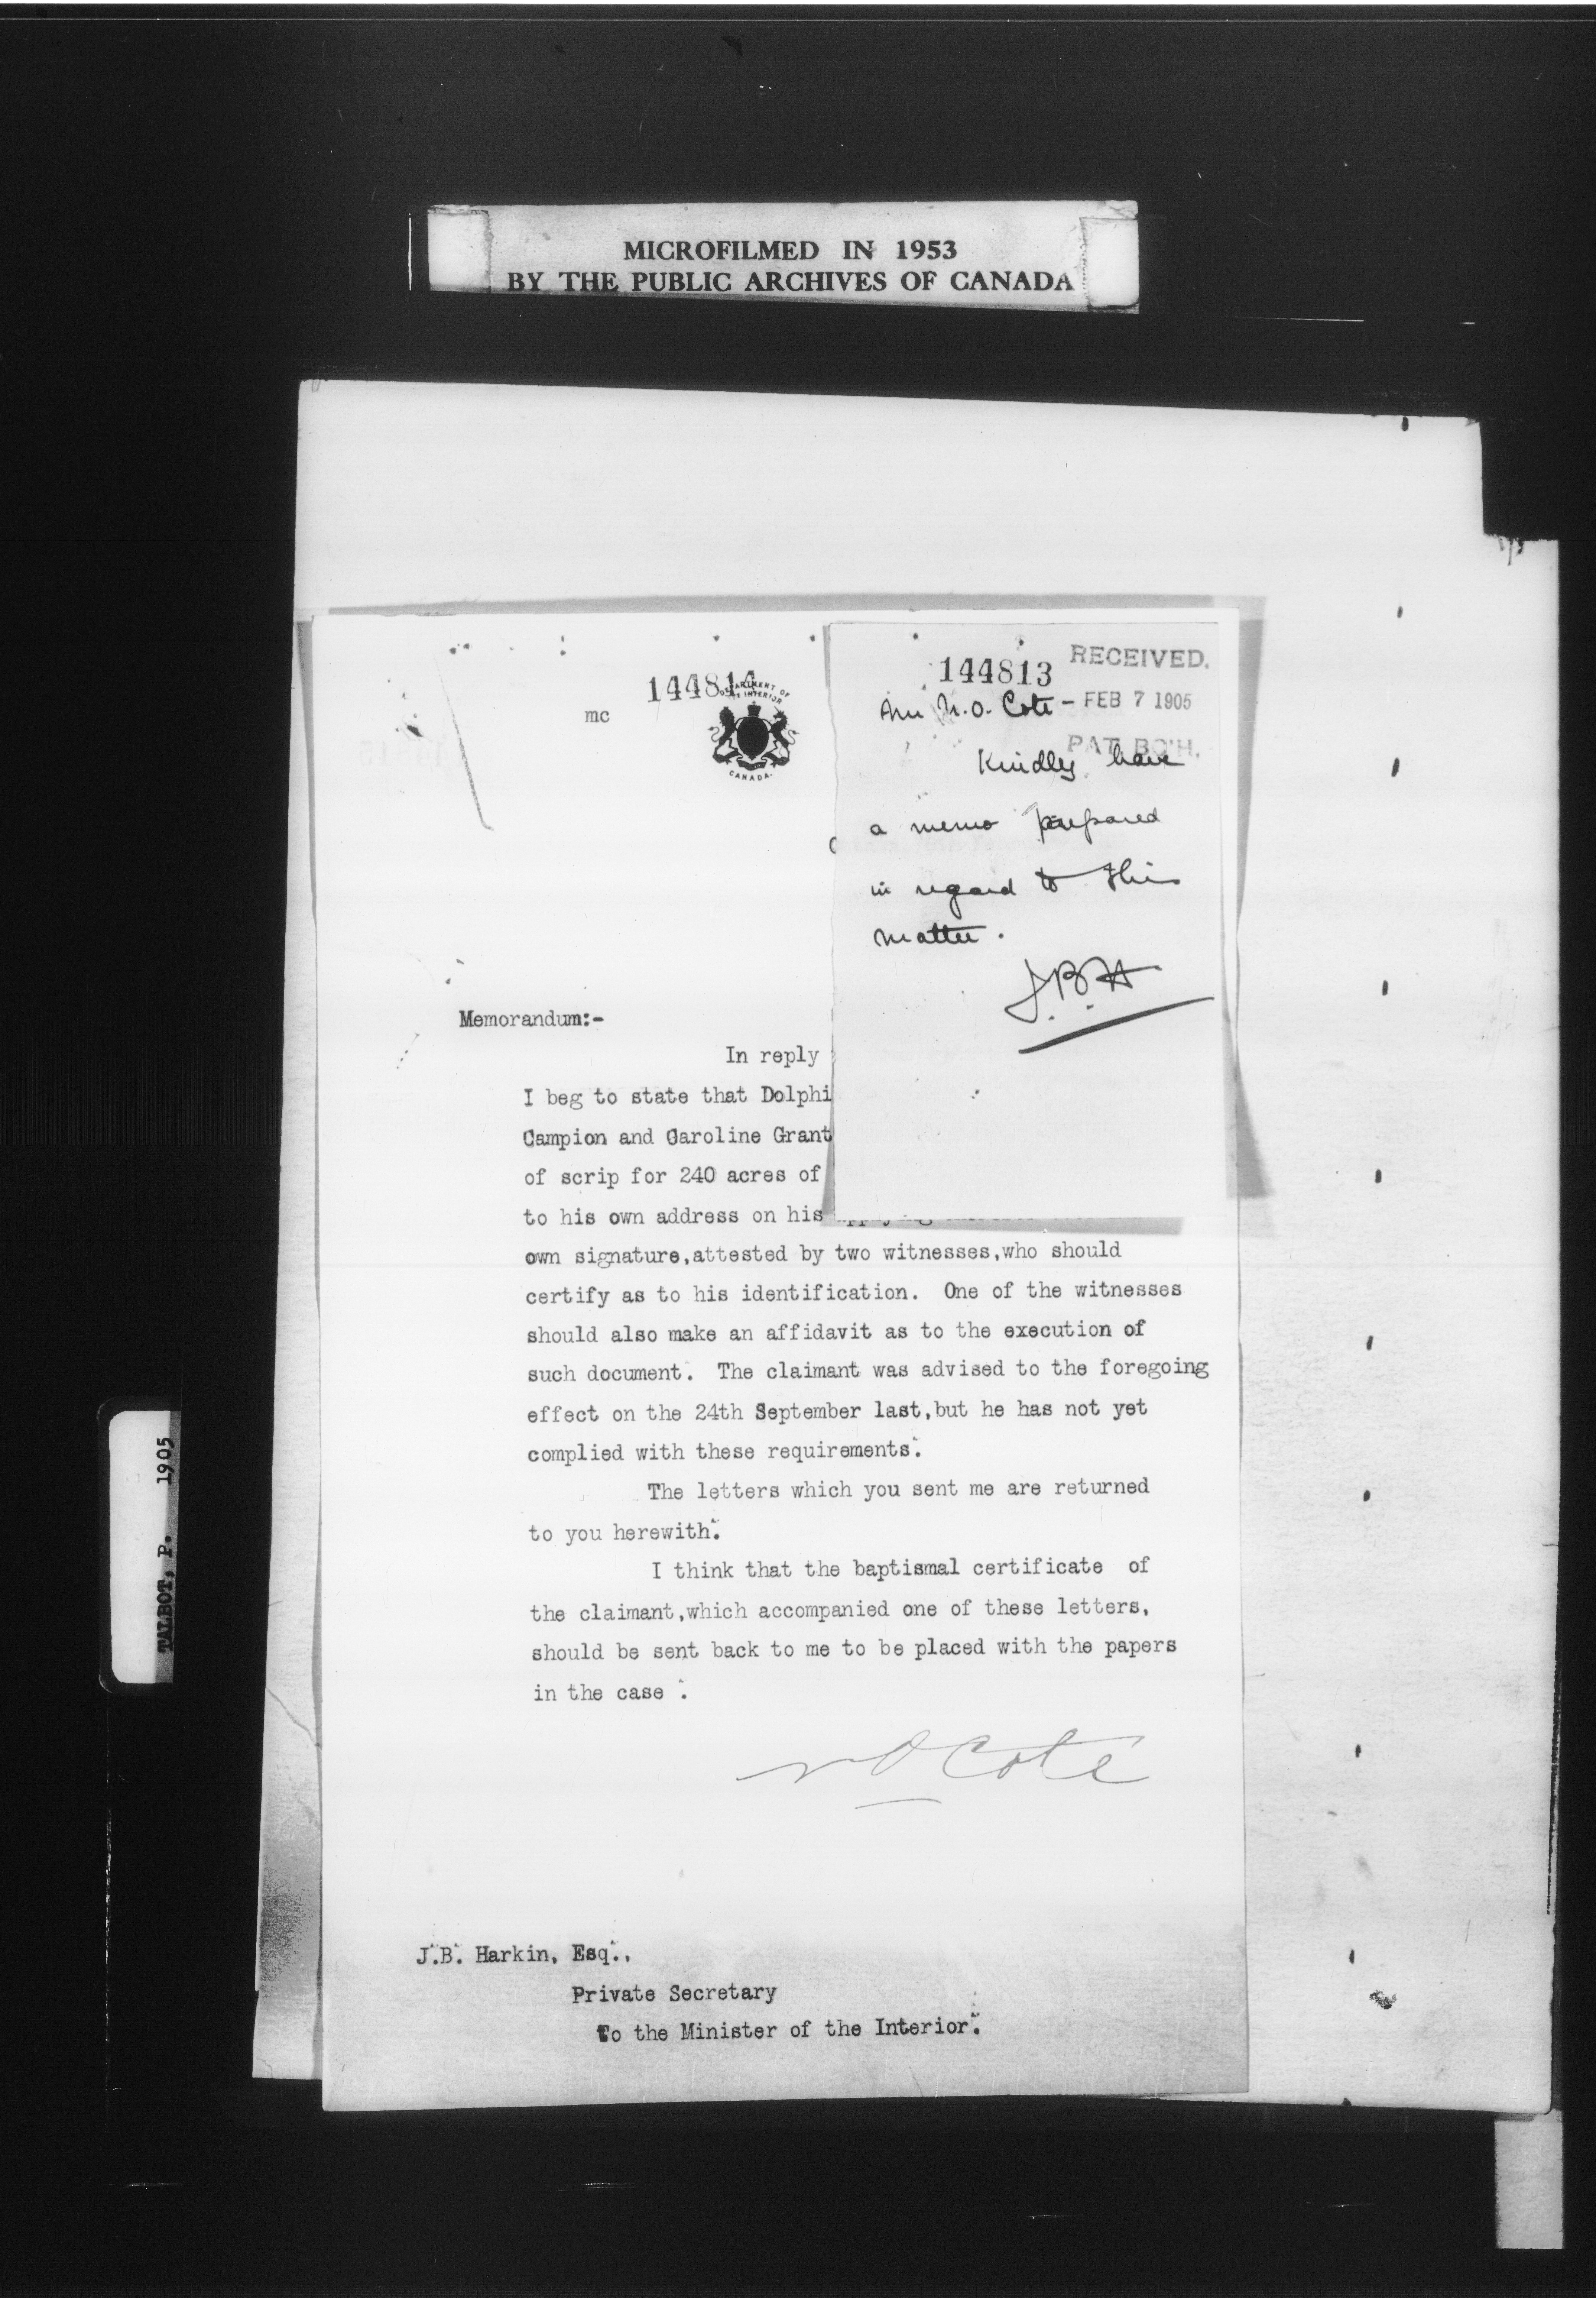 MICROFILMED IN 1953
BY THE PUBLIC ARCHIVES OF CANADA
TALBOT, P. 1905
144814
mc
DEPARTMENT OF
INTERIOR
CANADA.
144813
RECEIVED.
FEB 7 1905
PAT. BC'H.
N.O. Cote -
Kindly have
a memo prepared
in regard to this
matter.
J.B.H
Memorandum:-
In reply
I beg to state that Dolphi
Campion and Caroline Grant
of scrip for 240 acres of
to his own address on his
own signature,attested by two witnesses,who should
certify as to his identification. One of the witnesses
should also make an affidavit as to the execution of
such document. The claimant was advised to the foregoing
effect on the 24th September last,but he has not yet
complied with these requirements.
The letters which you sent me are returned
to you herewith.
I think that the baptismal certificate of
the claimant,which accompanied one of these letters,
should be sent back to me to be placed with the papers
in the case .
N O Coté
J.B. Harkin, Esq.,
Private Secretary
To the Minister of the Interior.